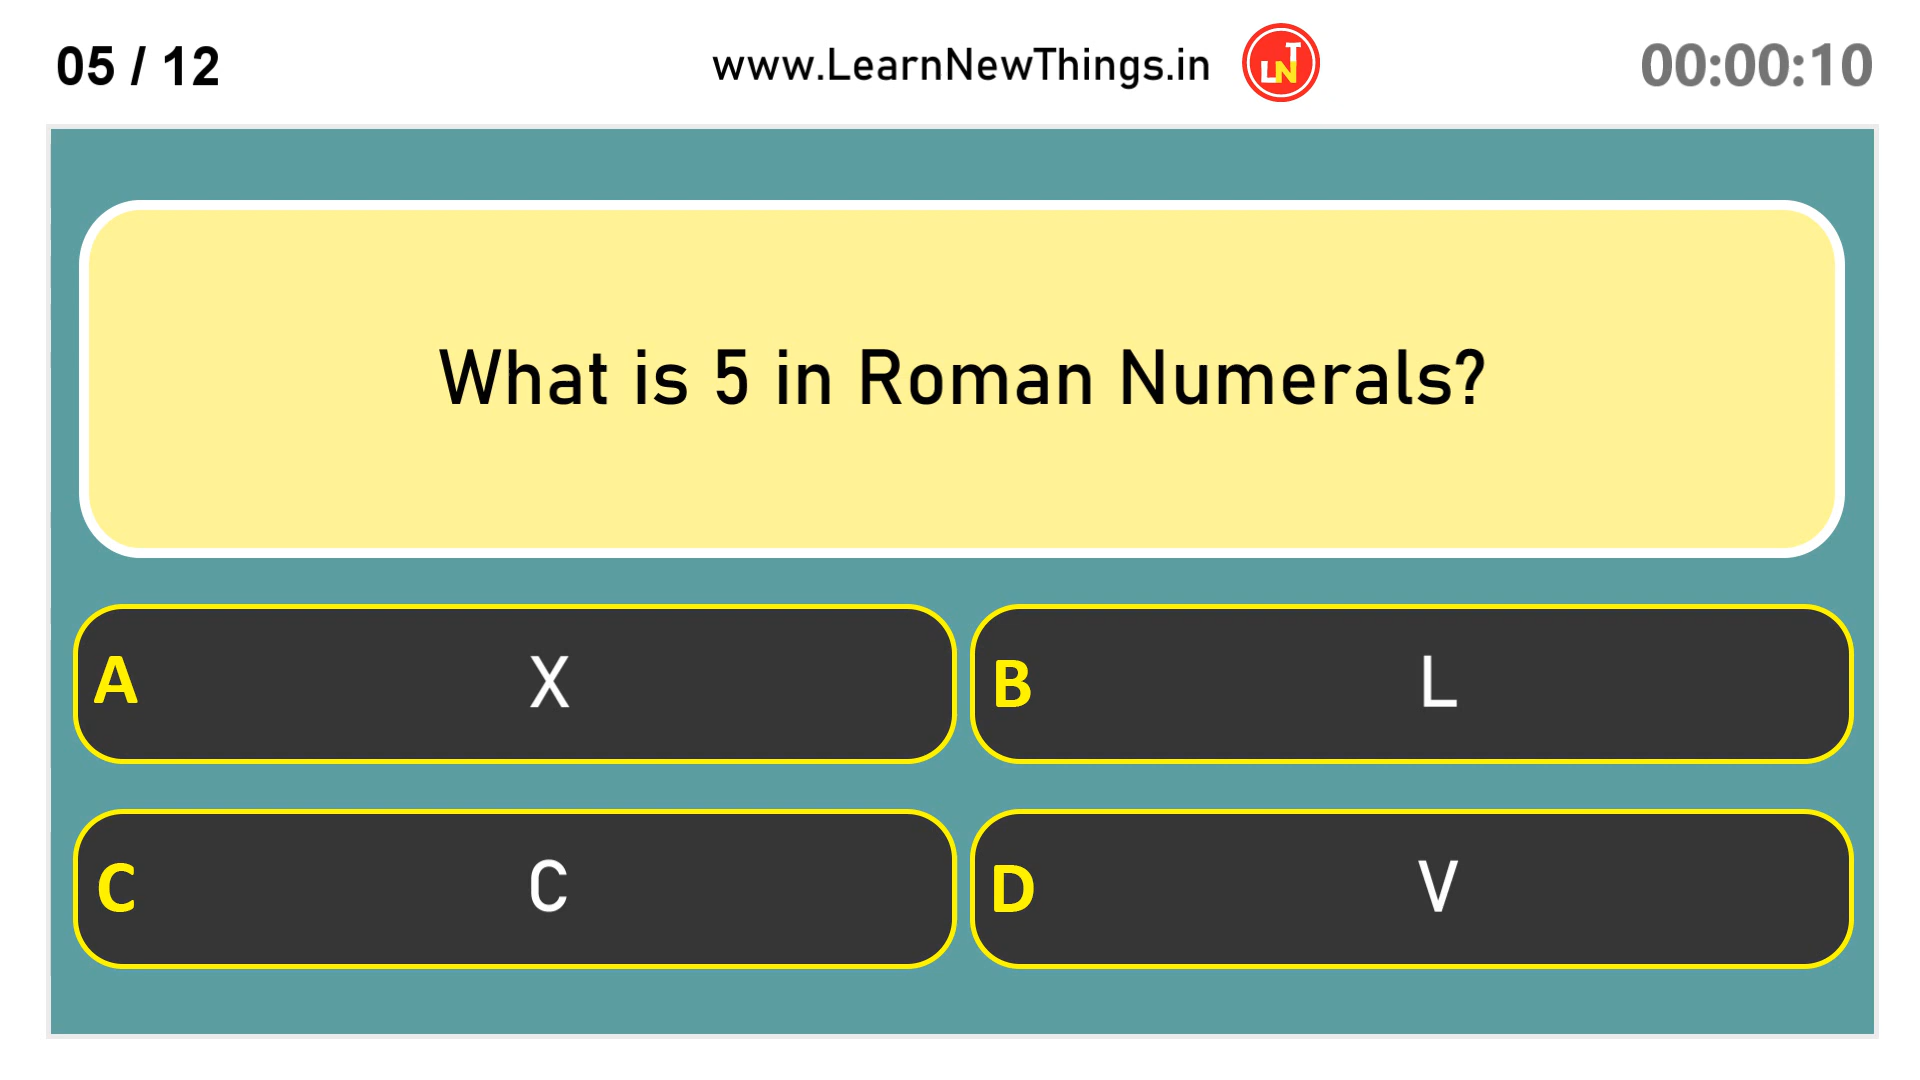 05 / 12
www.LearnNewThings.in
LNT
00:00:10
What is 5 in Roman Numerals?
A X
B L
C C
D V